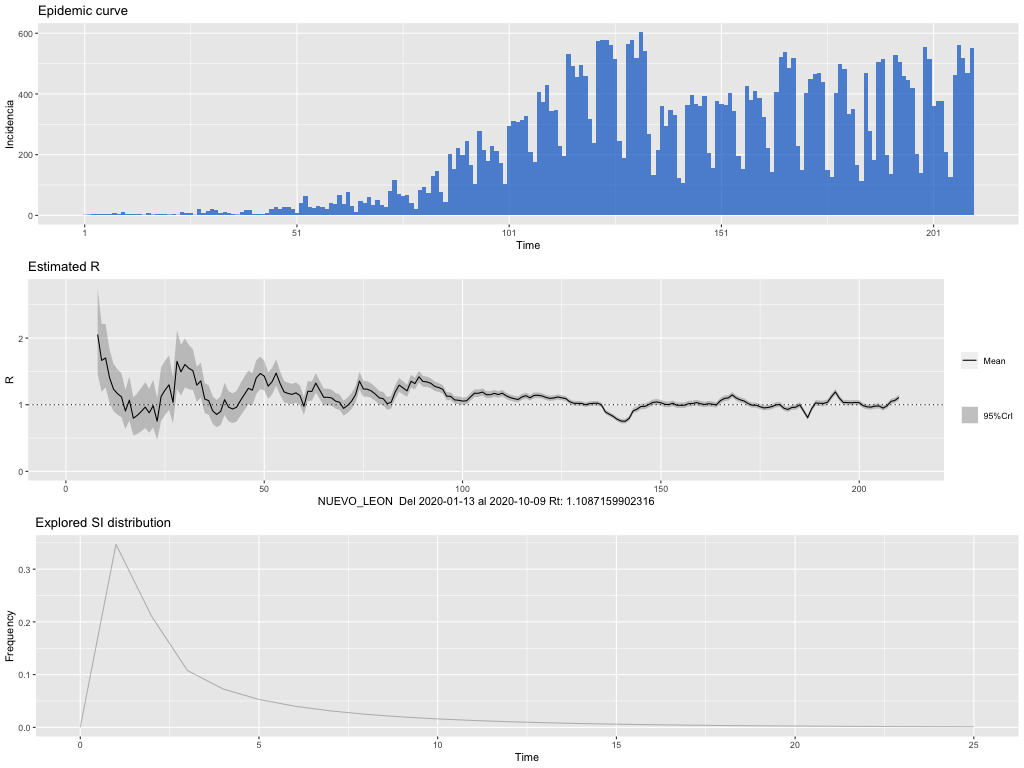 Epidemic curve
600
400
200
0
Incidencia
1 51 101 151 201
Time
Estimated R
2
1
0
R
0 50 100 150 200
NUEVO_LEON Del 2020-01-13 al 2020-10-09 Rt: 1.1087159902316
Mean
95%CrI
Explored SI distribution
0.3
0.2
0.1
0.0
Frequency
0 5 10 15 20 25
Time